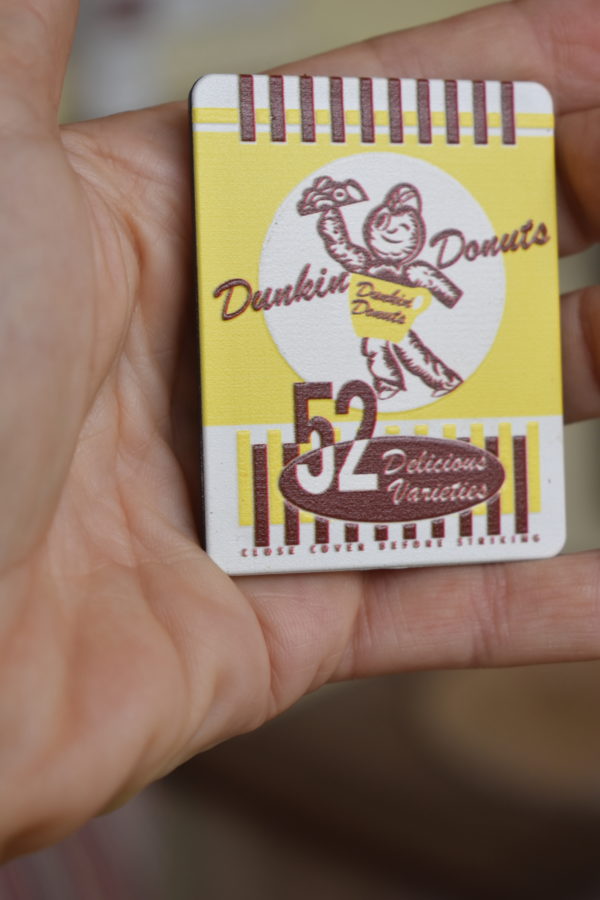 Dunkin Donuts
Dunkin
Donuts
52 Delicious
Varieties
CLOSE COVER BEFORE STRIKING